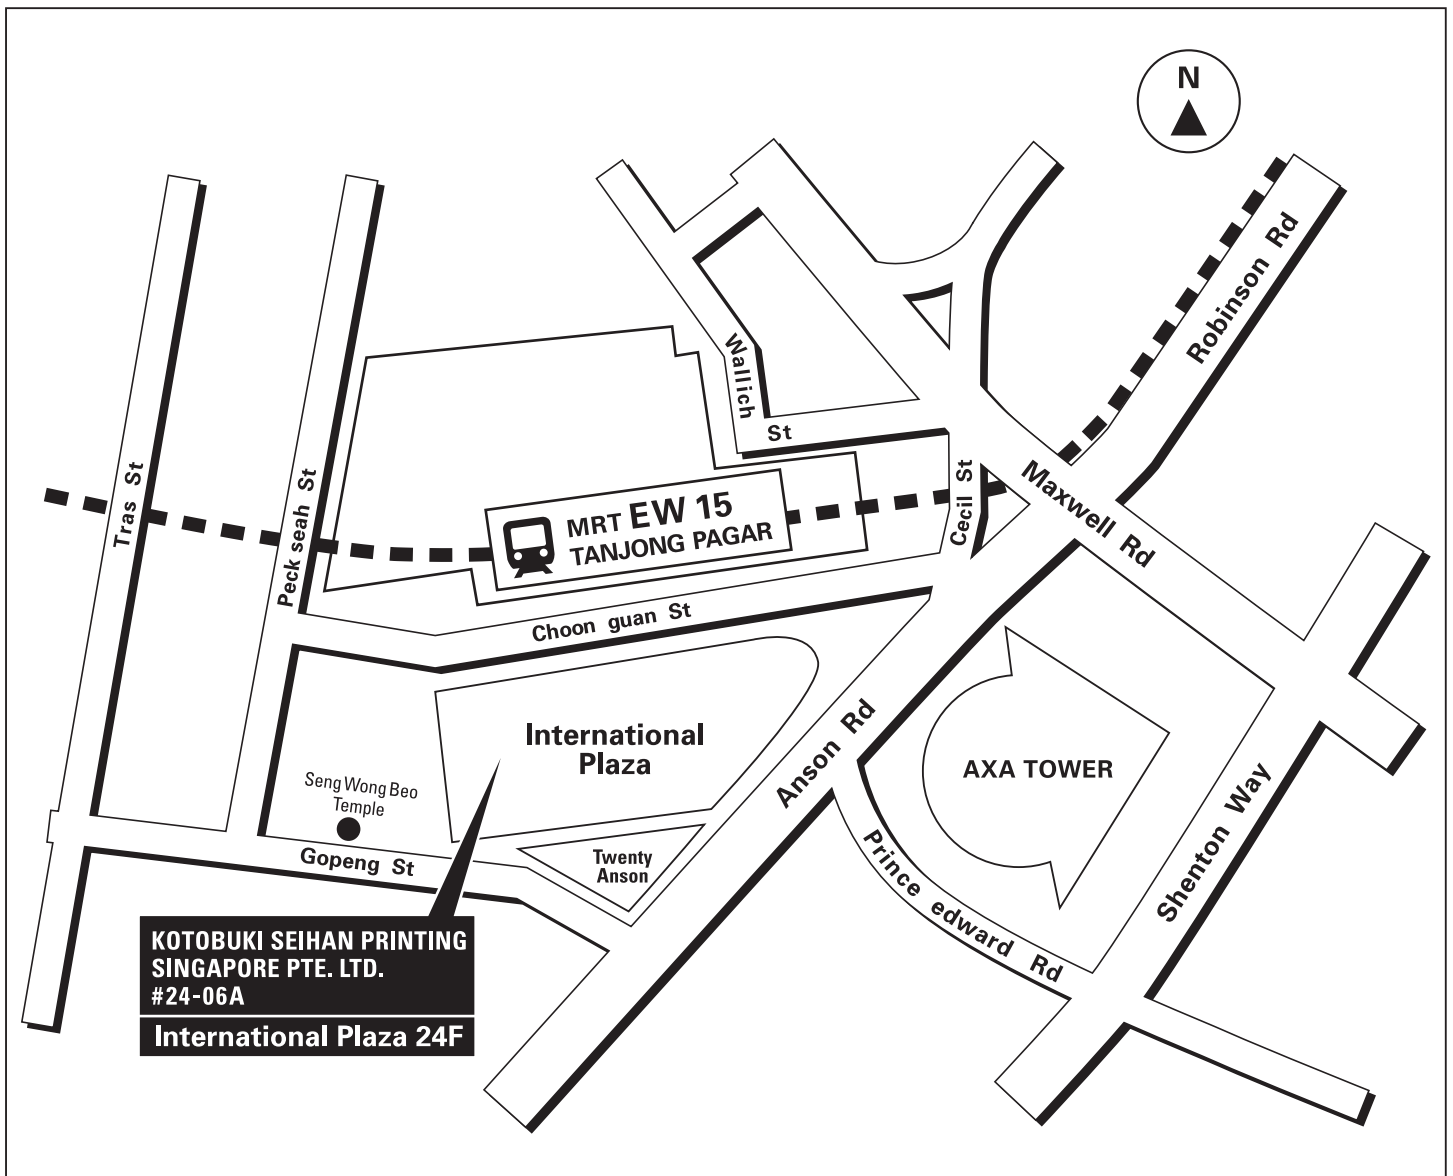 N
Robinson Rd
Wallich
St
Tras St
Peck seah St
MRT EW 15
TANJONG PAGAR
Cecil St
Maxwell Rd
Choon guan St
International
Plaza
Anson Rd
AXA TOWER
Seng Wong Beo
Temple
Gopeng St
Twenty
Anson
Prince edward Rd
Shenton Way
KOTOBUKI SEIHAN PRINTING
SINGAPORE PTE. LTD.
#24-06A
International Plaza 24F